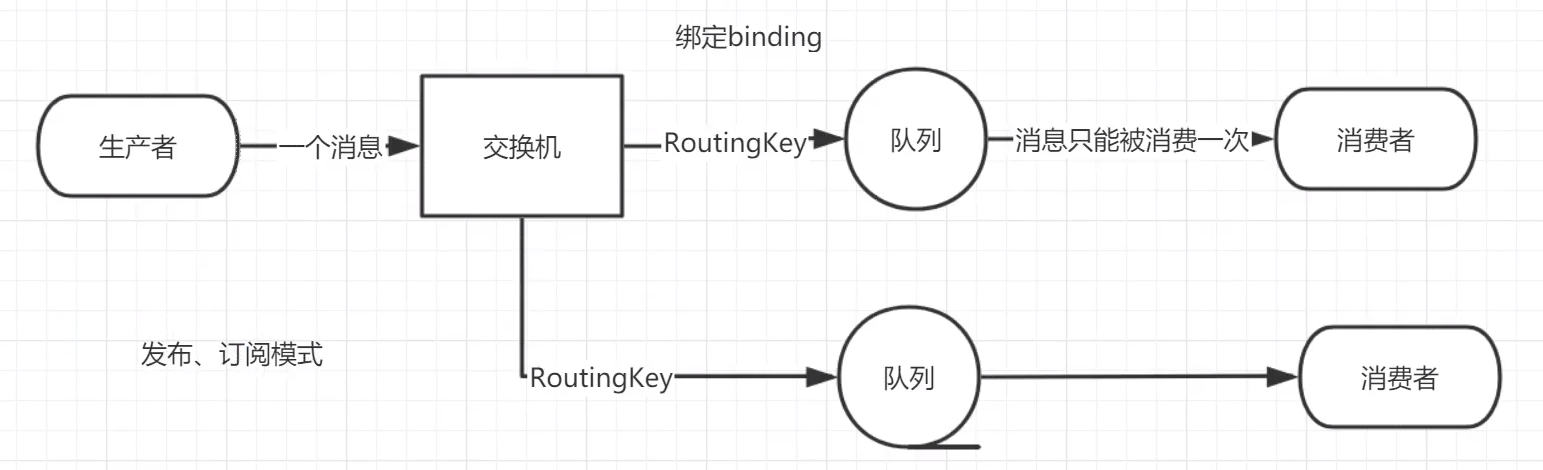 绑定binding
生产者
一个消息
交换机
RoutingKey
队列
消息只能被消费一次
消费者
发布、订阅模式
RoutingKey
队列
消费者